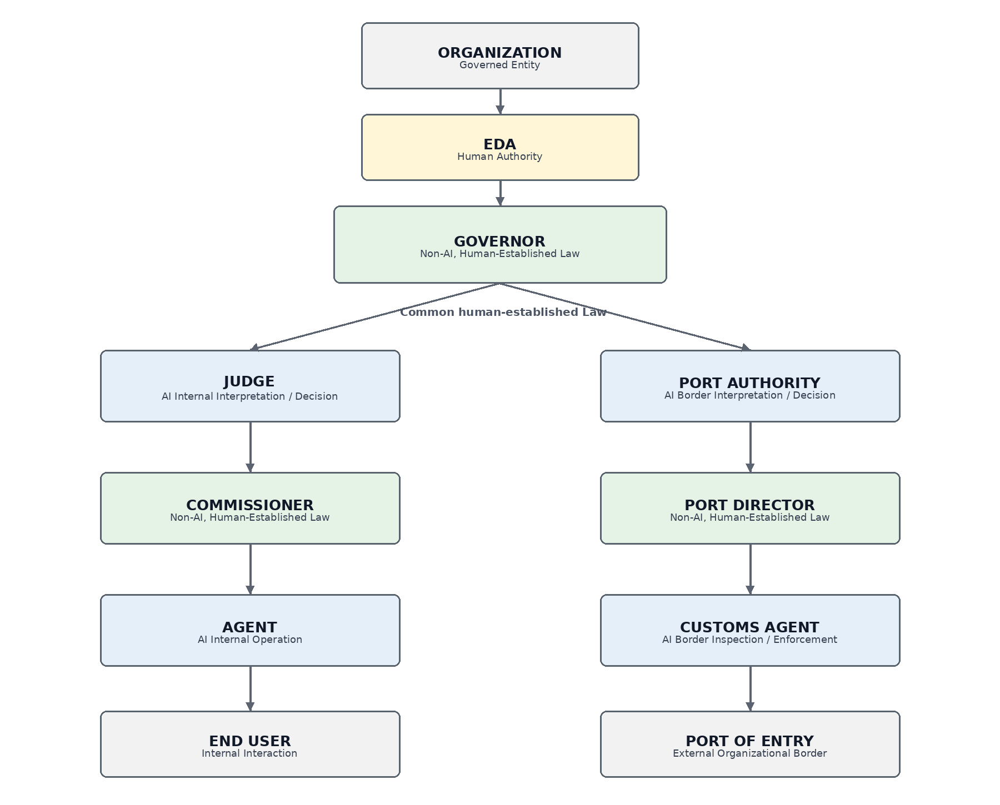 ORGANIZATION
Governed Entity
EDA
Human Authority
GOVERNOR
Non-AI, Human-Established Law
Common human-established Law
JUDGE
AI Internal Interpretation / Decision
PORT AUTHORITY
AI Border Interpretation / Decision
COMMISSIONER
Non-AI, Human-Established Law
PORT DIRECTOR
Non-AI, Human-Established Law
AGENT
AI Internal Operation
CUSTOMS AGENT
AI Border Inspection / Enforcement
END USER
Internal Interaction
PORT OF ENTRY
External Organizational Border